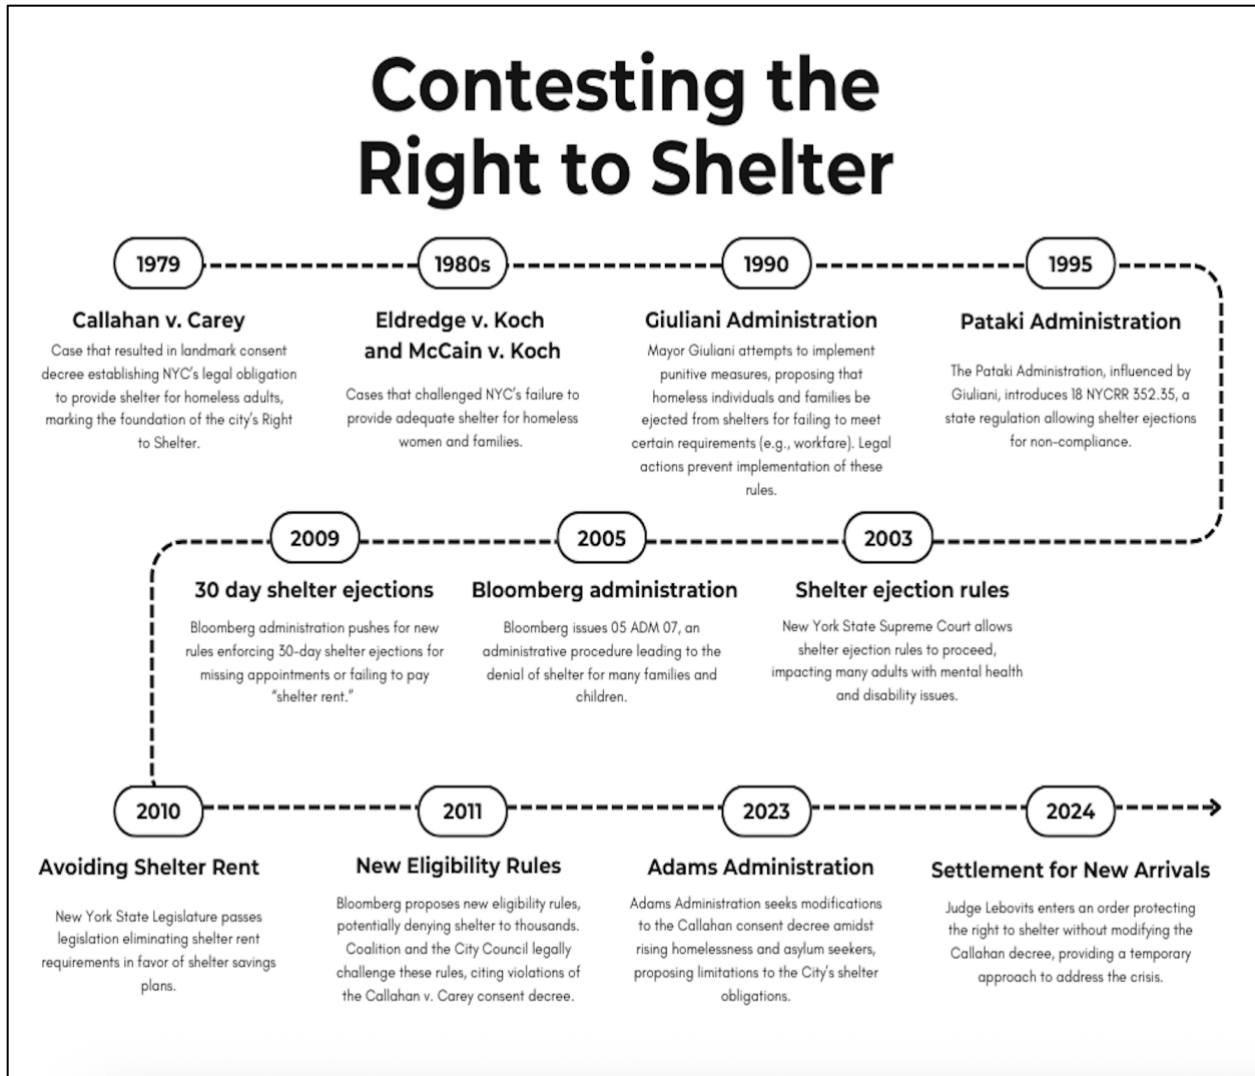 Contesting the
Right to Shelter
1979
Callahan v. Carey
Case that resulted in landmark consent
decree establishing NYC's legal obligation
to provide shelter for homeless adults,
marking the foundation of the city's Right
to Shelter.
1980s
Eldredge v. Koch
and McCain v. Koch
Cases that challenged NYC's failure to
provide adequate shelter for homeless
women and families.
1990
Giuliani Administration
Mayor Giuliani attempts to implement
punitive measures, proposing that
homeless individuals and families be
ejected from shelters for failing to meet
certain requirements (e.g., workfare). Legal
actions prevent implementation of these
rules.
1995
Pataki Administration
The Pataki Administration, influenced by
Giuliani, introduces 18 NYCRR 352.35, a
state regulation allowing shelter ejections
for non-compliance.
2003
Shelter ejection rules
New York State Supreme Court allows
shelter ejection rules to proceed,
impacting many adults with mental health
and disability issues.
2005
Bloomberg administration
Bloomberg issues 05 ADM 07, an
administrative procedure leading to the
denial of shelter for many families and
children.
2009
30 day shelter ejections
Bloomberg administration pushes for new
rules enforcing 30-day shelter ejections for
missing appointments or failing to pay
"shelter rent."
2010
Avoiding Shelter Rent
New York State Legislature passes
legislation eliminating shelter rent
requirements in favor of shelter savings
plans.
2011
New Eligibility Rules
Bloomberg proposes new eligibility rules,
potentially denying shelter to thousands.
Coalition and the City Council legally
challenge these rules, citing violations of
the Callahan v. Carey consent decree.
2023
Adams Administration
Adams Administration seeks modifications
to the Callahan consent decree amidst
rising homelessness and asylum seekers,
proposing limitations to the City's shelter
obligations.
2024
Settlement for New Arrivals
Judge Lebovits enters an order protecting
the right to shelter without modifying the
Callahan decree, providing a temporary
approach to address the crisis.